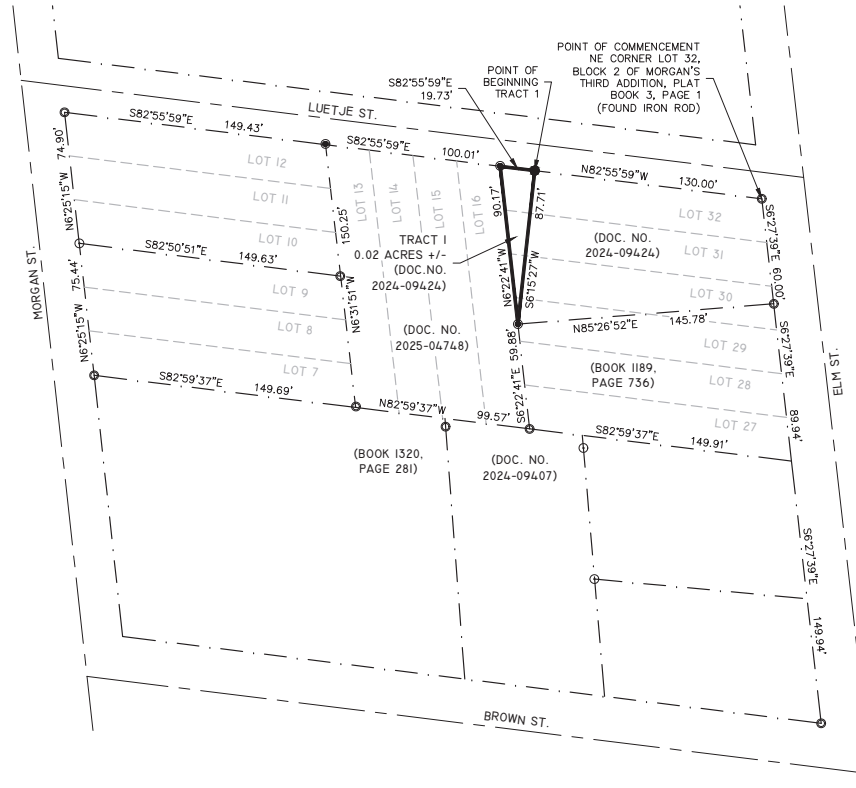 POINT OF COMMENCEMENT
NE CORNER LOT 32,
BLOCK 2 OF MORGAN'S
THIRD ADDITION, PLAT
BOOK 3, PAGE 1
(FOUND IRON ROD)
POINT OF
BEGINNING
TRACT 1
S82°55'59"E
19.73'
LUETJE ST.
S82°55'59"E 149.43'
S82°55'59"E 100.01'
N82°55'59"W 130.00'
N6°25'15"W 74.90'
LOT 12
LOT 11
LOT 10
LOT 13
LOT 14
LOT 15
LOT 16
90.17'
N6°22'41"W
87.71'
S6°15'27"W
LOT 32
LOT 31
LOT 30
(DOC. NO.
2024-09424)
S6°27'39"E 60.00'
TRACT 1
0.02 ACRES +/-
(DOC.NO.
2024-09424)
S82°50'51"E 149.63'
150.25'
N6°31'51"W
N6°25'15"W 75.44'
LOT 9
LOT 8
LOT 7
MORGAN ST.
(DOC. NO.
2025-04748)
N85°26'52"E 145.78'
S6°22'41"E 59.88'
LOT 29
LOT 28
LOT 27
(BOOK 1189,
PAGE 736)
S6°27'39"E
89.94'
ELM ST.
S82°59'37"E 149.69'
N82°59'37"W 99.57'
S82°59'37"E 149.91'
(BOOK 1320,
PAGE 281)
(DOC. NO.
2024-09407)
S6°27'39"E
149.94'
BROWN ST.